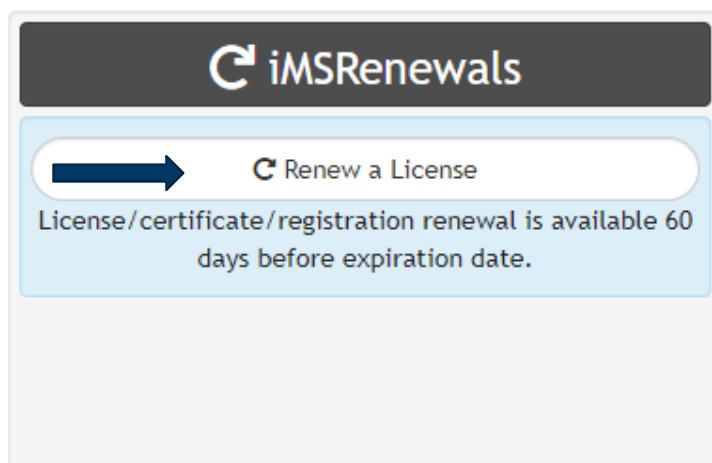 iMSRenewals
Renew a License
License/certificate/registration renewal is available 60
days before expiration date.